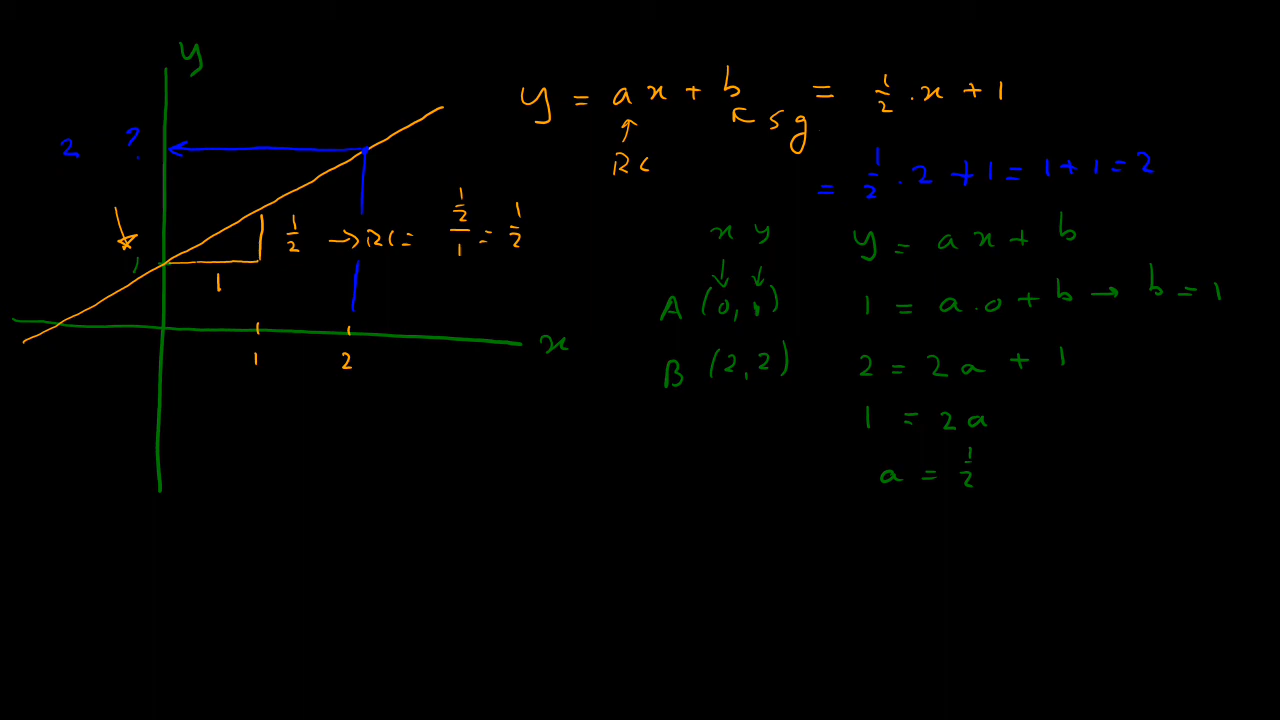 y
y = ax + b = 1/2 . x + 1
sg
RC
2 ?
= 1/2 . 2 + 1 = 1 + 1 = 2
1
1/2 → RC = 1/2 / 1 = 1/2
1
x y
y = ax + b
A (0, 1)
1 = a . 0 + b → b = 1
x
1 2
B (2, 2)
2 = 2a + 1
1 = 2a
a = 1/2